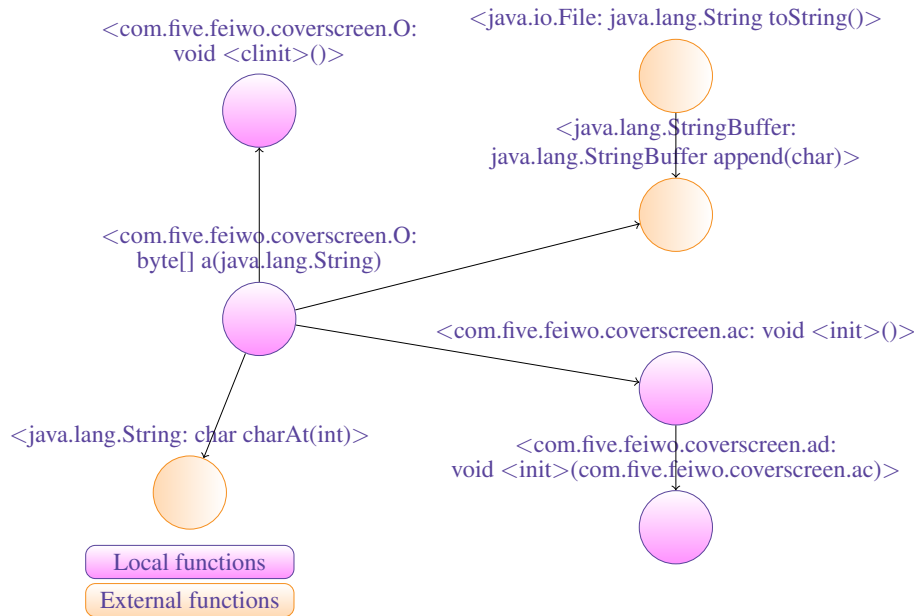 <com.five.feiwo.coverscreen.O:
void <clinit>()>
<java.io.File: java.lang.String toString()>
<java.lang.StringBuffer:
java.lang.StringBuffer append(char)>
<com.five.feiwo.coverscreen.O:
byte[] a(java.lang.String)
<com.five.feiwo.coverscreen.ac: void <init>()>
<java.lang.String: char charAt(int)>
<com.five.feiwo.coverscreen.ad:
void <init>(com.five.feiwo.coverscreen.ac)>
Local functions
External functions